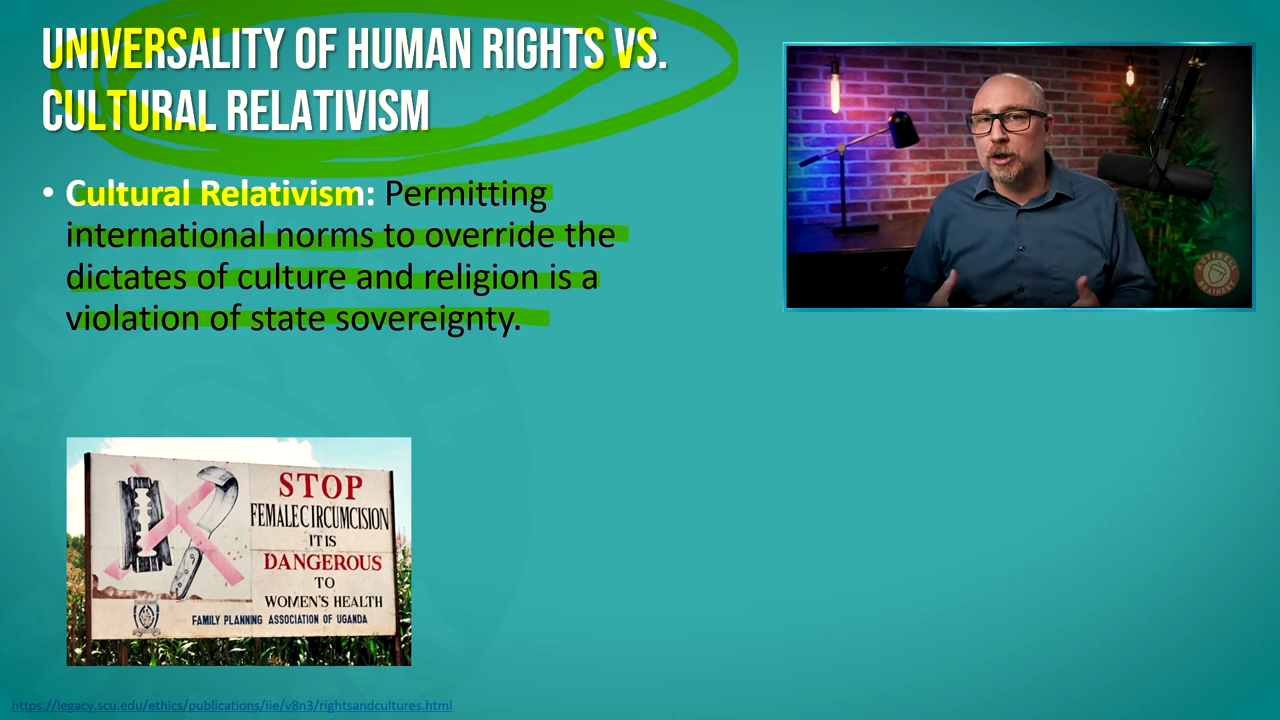 UNIVERSALITY OF HUMAN RIGHTS VS.
CULTURAL RELATIVISM
• Cultural Relativism: Permitting
international norms to override the
dictates of culture and religion is a
violation of state sovereignty.
STOP
FEMALE CIRCUMCISION
IT IS
DANGEROUS
TO
WOMEN'S HEALTH
FAMILY PLANNING ASSOCIATION OF UGANDA
https://legacy.scu.edu/ethics/publications/iie/v8n3/rightsandcultures.html
NUTSHELL
BRAINERY